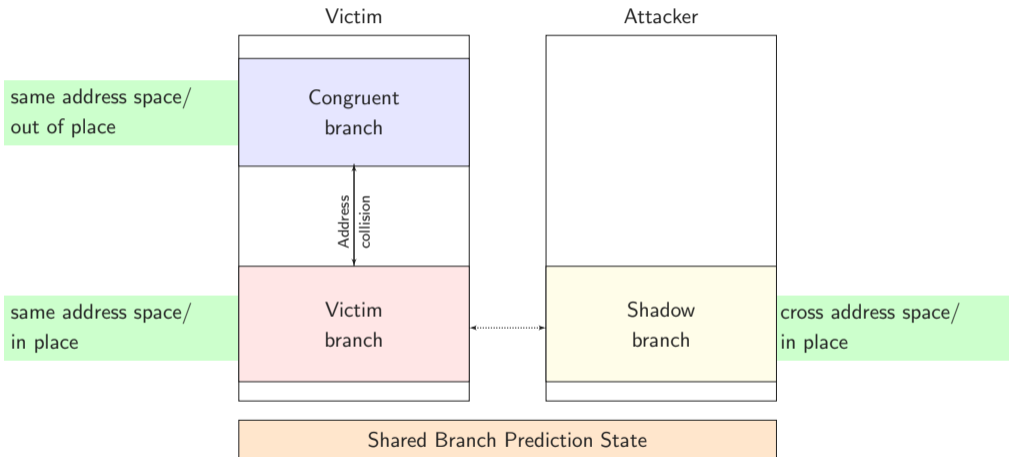 Victim
Attacker
same address space/
out of place
Congruent
branch
Address
collision
same address space/
in place
Victim
branch
Shadow
branch
cross address space/
in place
Shared Branch Prediction State